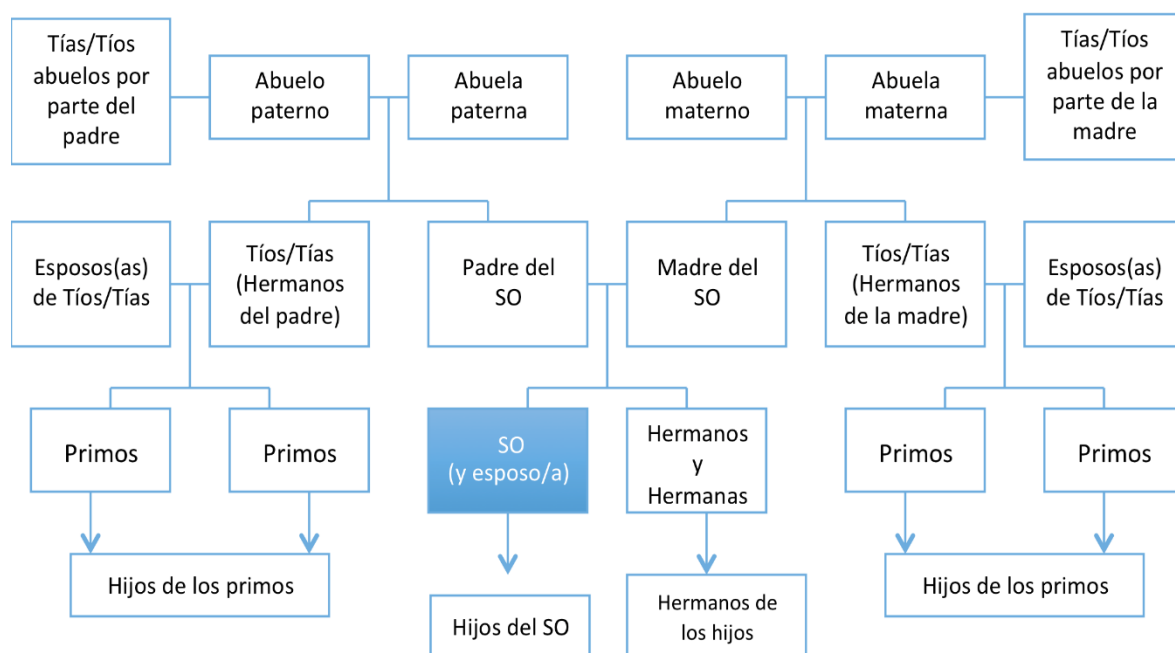 Tías/Tíos
abuelos por
parte del
padre
Abuelo
paterno
Abuela
paterna
Abuelo
materno
Abuela
materna
Tías/Tíos
abuelos por
parte de la
madre
Esposos(as)
de Tíos/Tías
Tíos/Tías
(Hermanos
del padre)
Padre del
SO
Madre del
SO
Tíos/Tías
(Hermanos
de la madre)
Esposos(as)
de Tíos/Tías
Primos
Primos
SO
(y esposo/a)
Hermanos
y
Hermanas
Primos
Primos
Hijos de los primos
Hijos del SO
Hermanos de
los hijos
Hijos de los primos